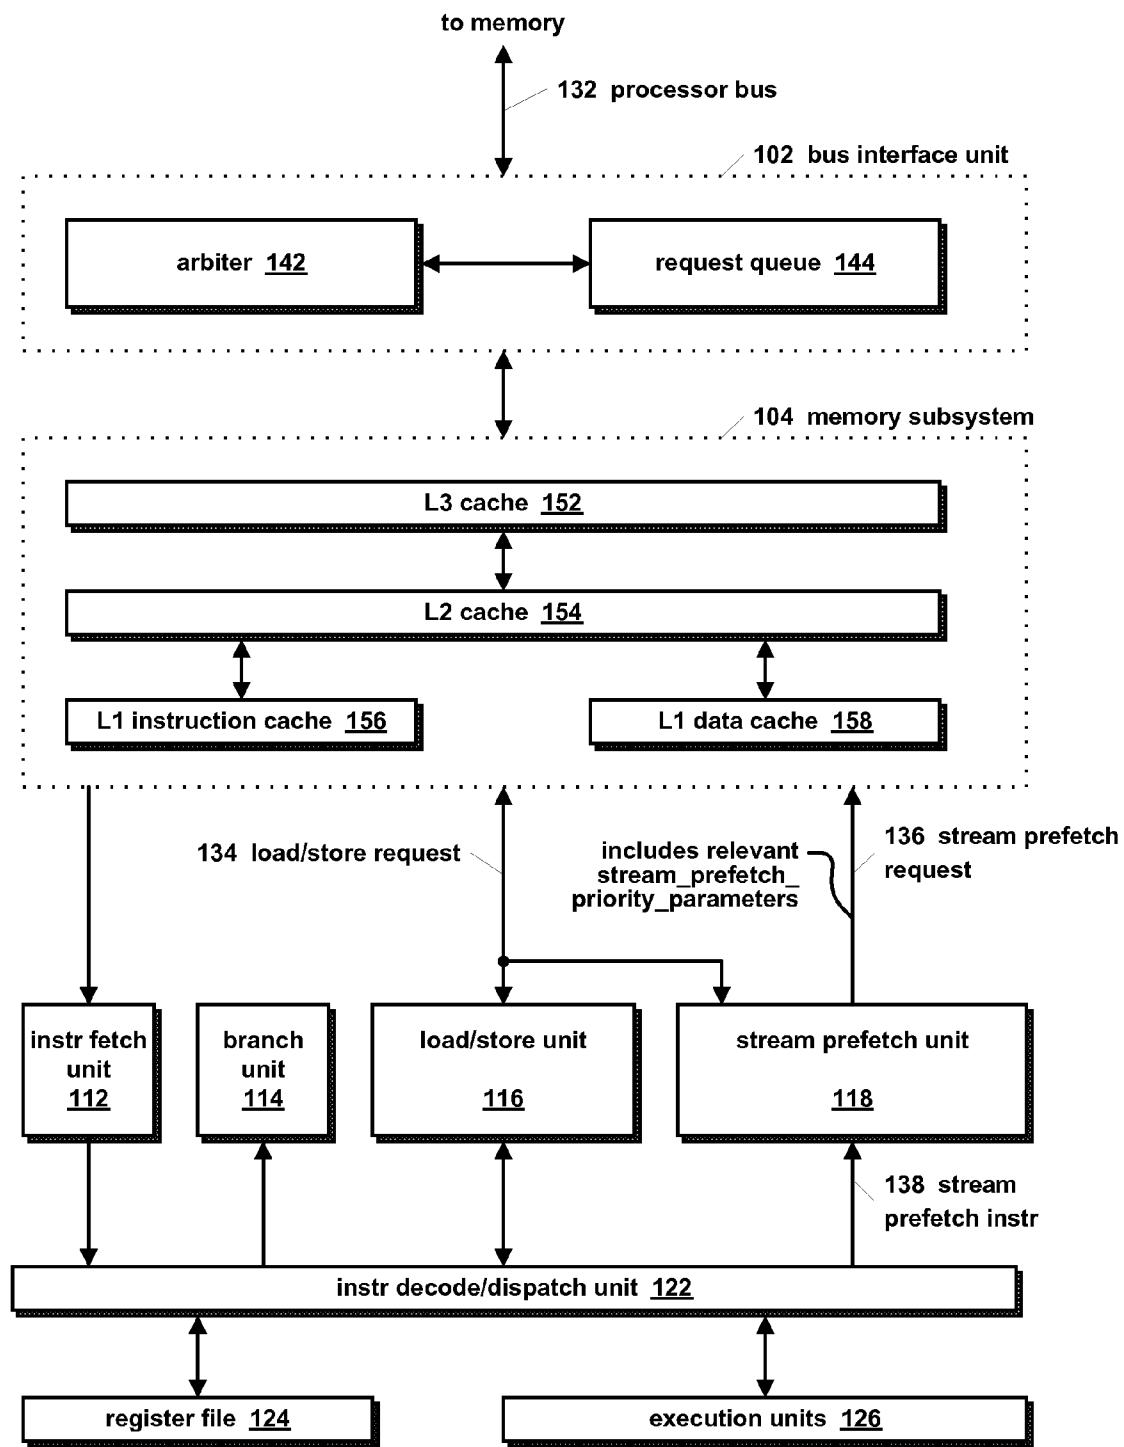 to memory
132 processor bus
102 bus interface unit
arbiter 142
request queue 144
104 memory subsystem
L3 cache 152
L2 cache 154
L1 instruction cache 156
L1 data cache 158
134 load/store request
includes relevant
stream_prefetch_
priority_parameters
136 stream prefetch
request
instr fetch
unit
112
branch
unit
114
load/store unit
116
stream prefetch unit
118
138 stream
prefetch instr
instr decode/dispatch unit 122
register file 124
execution units 126